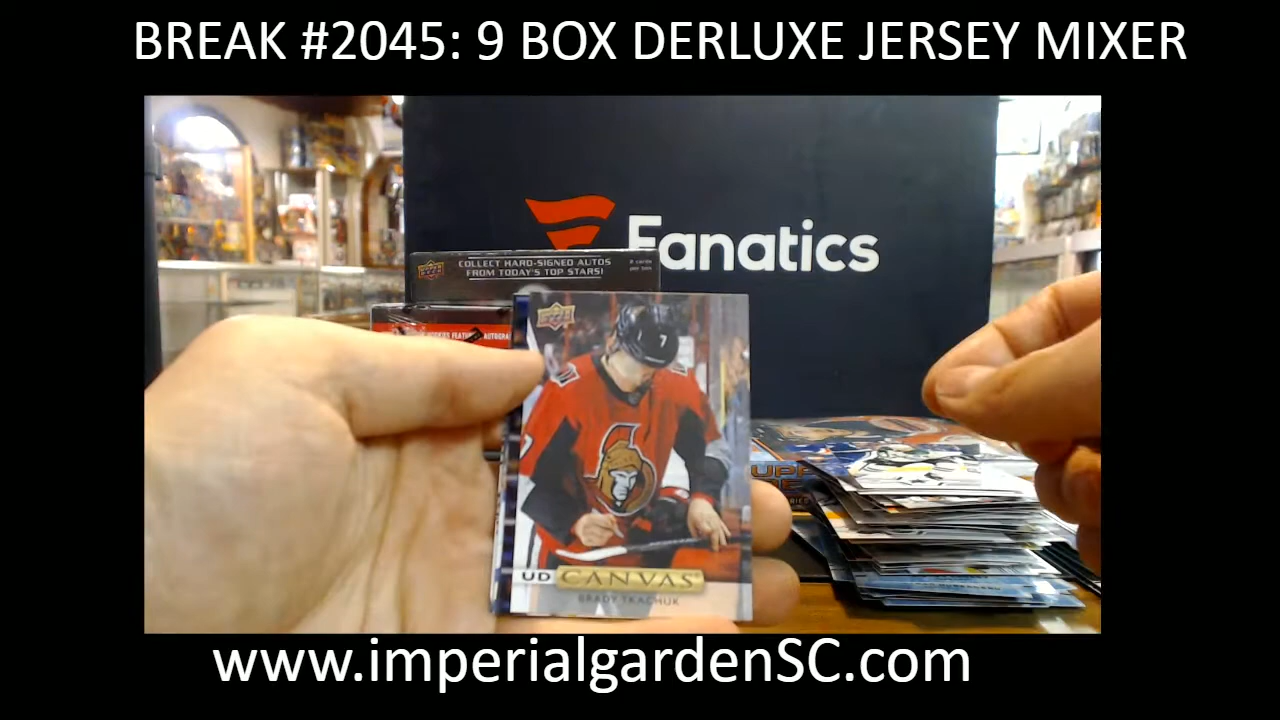 BREAK #2045: 9 BOX DERLUXE JERSEY MIXER
Fanatics
COLLECT HARD-SIGNED AUTOS
FROM TODAY'S TOP STARS!
7
UD CANVAS
BRADY TKACHUK
www.imperialgardenSC.com